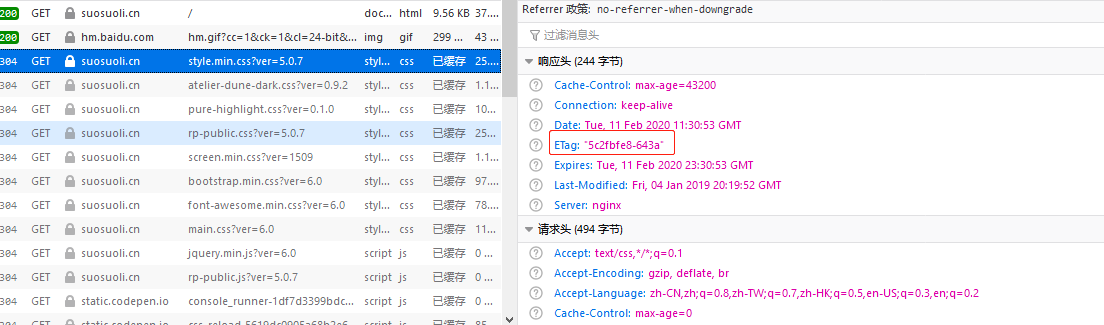 200 GET suosuoli.cn / doc... html 9.56 KB 37....
200 GET hm.baidu.com hm.gif?cc=1&ck=1&cl=24-bit&... img gif 299 ... 43 ...
304 GET suosuoli.cn style.min.css?ver=5.0.7 styl... css 已缓存 25....
304 GET suosuoli.cn atelier-dune-dark.css?ver=0.9.2 styl... css 已缓存 1.1...
304 GET suosuoli.cn pure-highlight.css?ver=0.1.0 styl... css 已缓存 10...
304 GET suosuoli.cn rp-public.css?ver=5.0.7 styl... css 已缓存 25...
304 GET suosuoli.cn screen.min.css?ver=1509 styl... css 已缓存 1.1...
304 GET suosuoli.cn bootstrap.min.css?ver=6.0 styl... css 已缓存 97....
304 GET suosuoli.cn font-awesome.min.css?ver=6.0 styl... css 已缓存 78....
304 GET suosuoli.cn main.css?ver=6.0 styl... css 已缓存 11...
304 GET suosuoli.cn jquery.min.js?ver=6.0 script js 已缓存 0 ...
304 GET suosuoli.cn rp-public.js?ver=5.0.7 script js 已缓存 0 ...
304 GET static.codepen.io console_runner-1df7d3399bdc... script js 已缓存 0 ...
Referrer 政策: no-referrer-when-downgrade
过滤消息头
响应头 (244 字节)
Cache-Control: max-age=43200
Connection: keep-alive
Date: Tue, 11 Feb 2020 11:30:53 GMT
ETag: "5c2fbfe8-643a"
Expires: Tue, 11 Feb 2020 23:30:53 GMT
Last-Modified: Fri, 04 Jan 2019 20:19:52 GMT
Server: nginx
请求头 (494 字节)
Accept: text/css,*/*;q=0.1
Accept-Encoding: gzip, deflate, br
Accept-Language: zh-CN,zh;q=0.8,zh-TW;q=0.7,zh-HK;q=0.5,en-US;q=0.3,en;q=0.2
Cache-Control: max-age=0